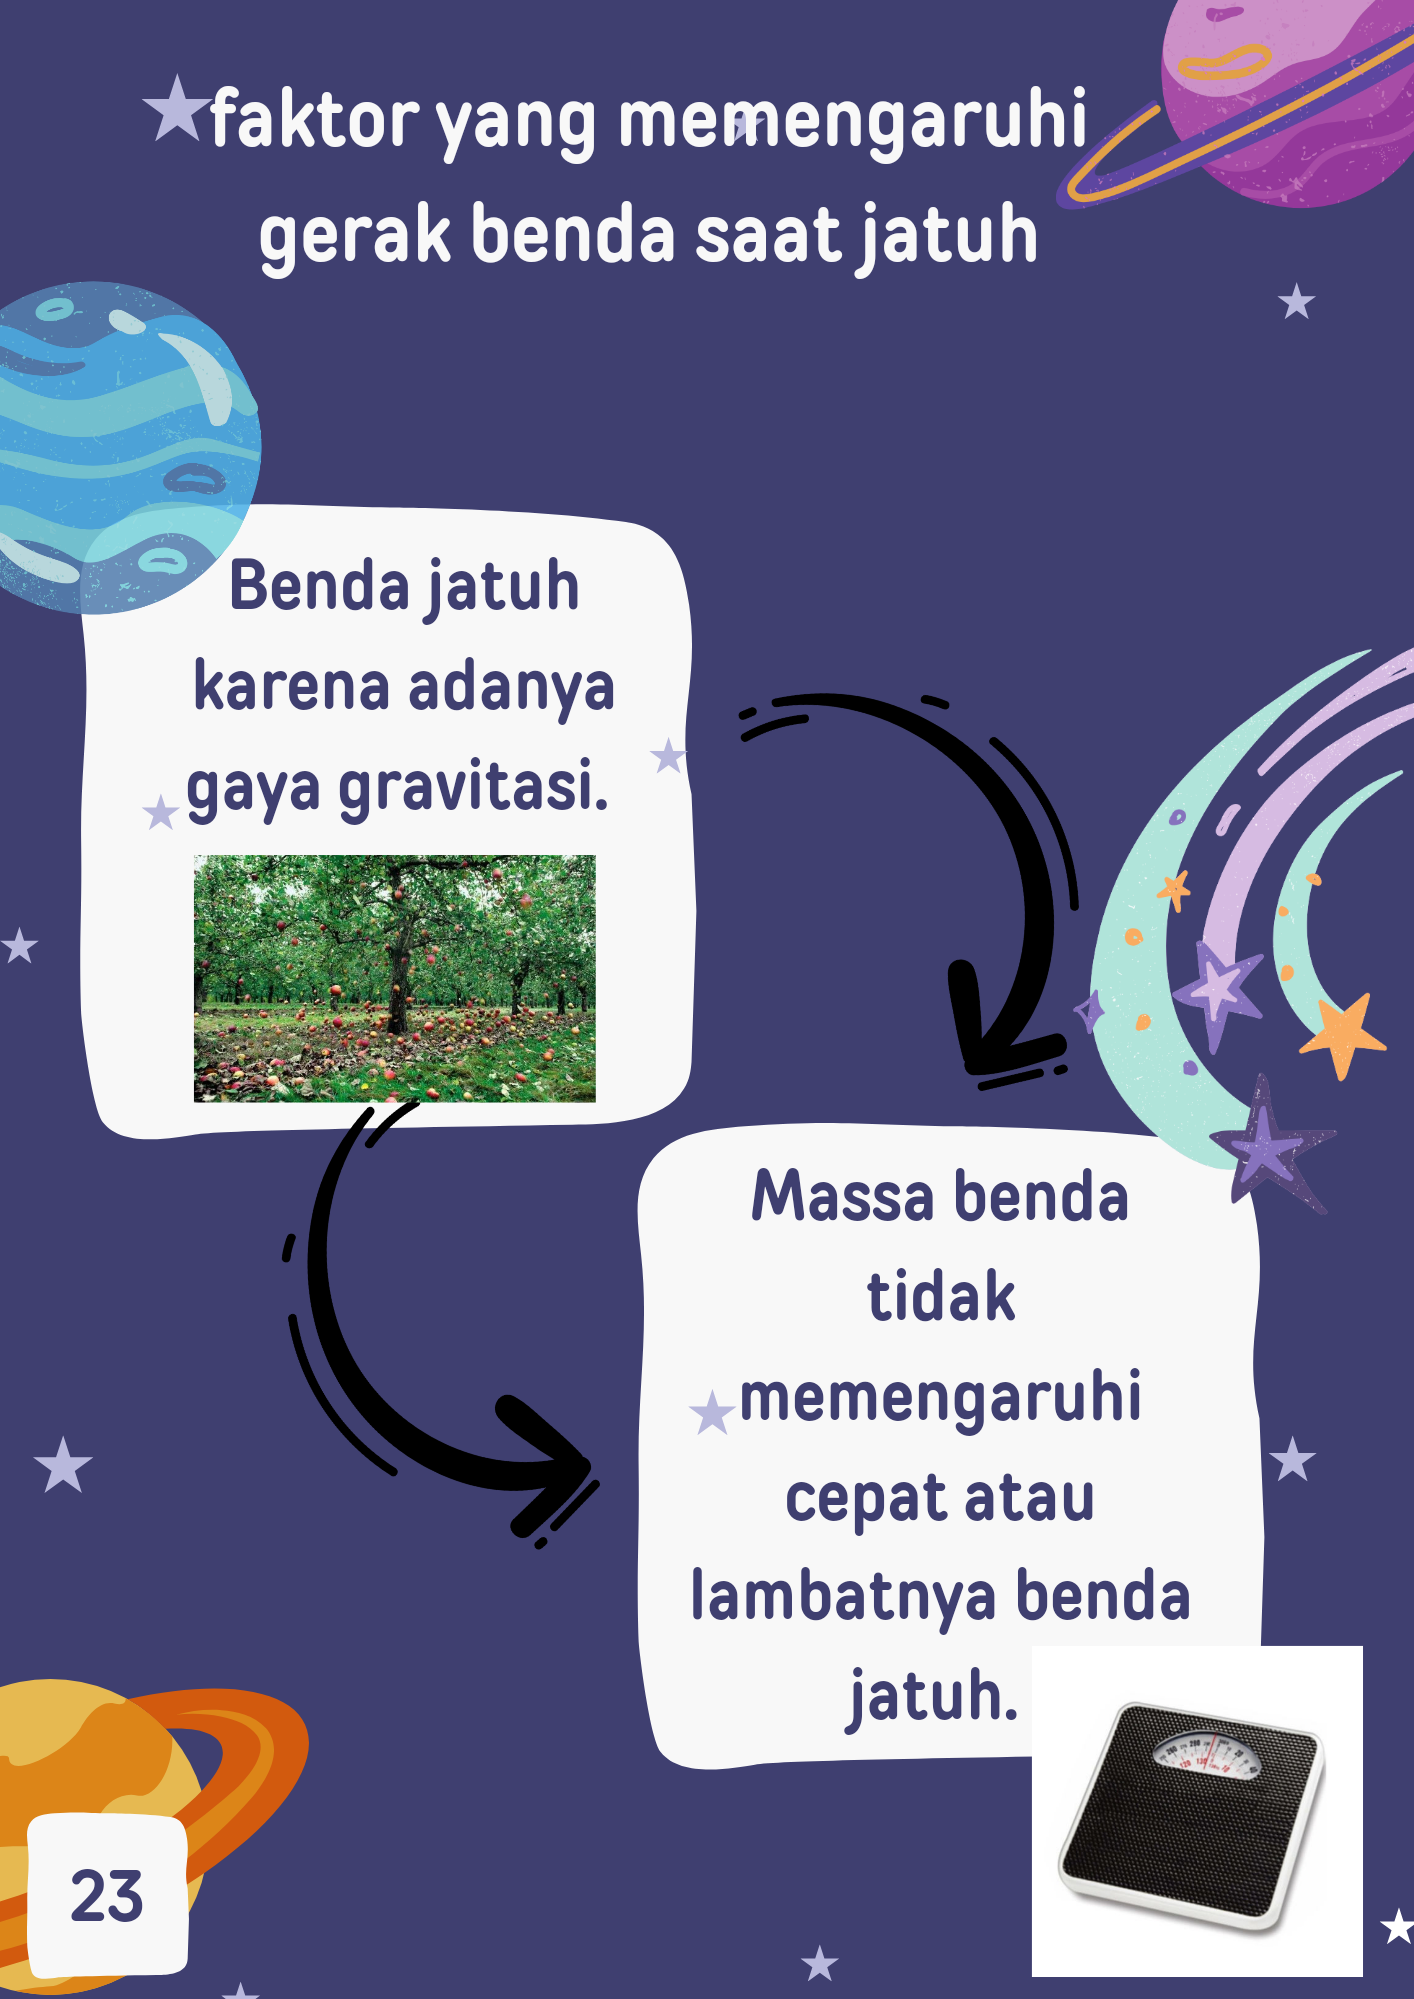 faktor yang memengaruhi
gerak benda saat jatuh
Benda jatuh
karena adanya
gaya gravitasi.
Massa benda
tidak
memengaruhi
cepat atau
lambatnya benda
jatuh.
23